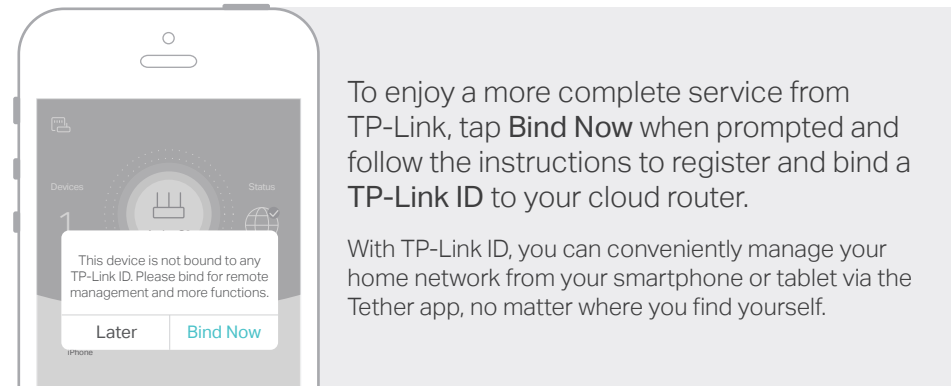 Devices
Status
1
This device is not bound to any
TP-Link ID. Please bind for remote
management and more functions.
Later
Bind Now
iPhone
To enjoy a more complete service from
TP-Link, tap Bind Now when prompted and
follow the instructions to register and bind a
TP-Link ID to your cloud router.
With TP-Link ID, you can conveniently manage your
home network from your smartphone or tablet via the
Tether app, no matter where you find yourself.